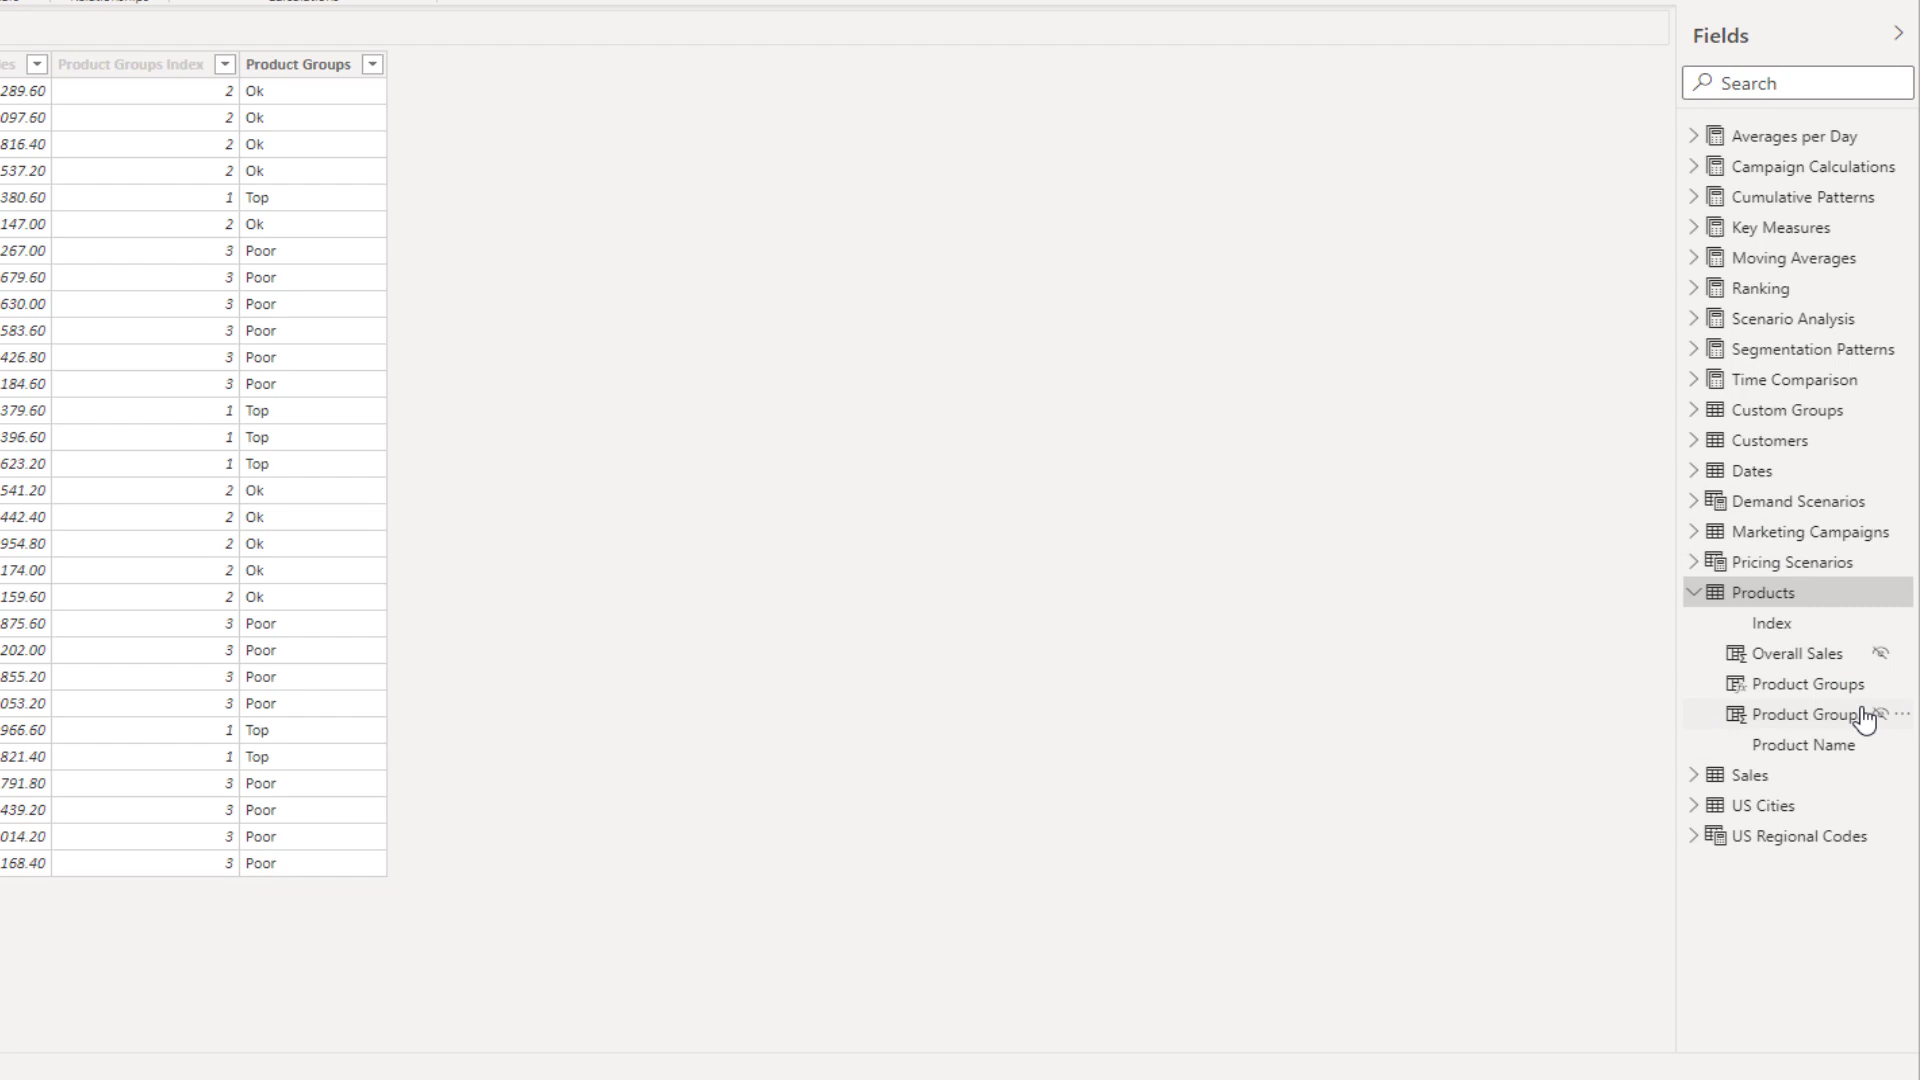 Fields
Search
Product Groups Index Product Groups
289.60 2 Ok
097.60 2 Ok
816.40 2 Ok
537.20 2 Ok
380.60 1 Top
147.00 2 Ok
267.00 3 Poor
679.60 3 Poor
630.00 3 Poor
583.60 3 Poor
426.80 3 Poor
184.60 3 Poor
379.60 1 Top
396.60 1 Top
623.20 1 Top
541.20 2 Ok
442.40 2 Ok
954.80 2 Ok
174.00 2 Ok
159.60 2 Ok
875.60 3 Poor
202.00 3 Poor
855.20 3 Poor
053.20 3 Poor
966.60 1 Top
821.40 1 Top
791.80 3 Poor
439.20 3 Poor
014.20 3 Poor
168.40 3 Poor
Averages per Day
Campaign Calculations
Cumulative Patterns
Key Measures
Moving Averages
Ranking
Scenario Analysis
Segmentation Patterns
Time Comparison
Custom Groups
Customers
Dates
Demand Scenarios
Marketing Campaigns
Pricing Scenarios
Products
Index
Overall Sales
Product Groups
Product Group
Product Name
Sales
US Cities
US Regional Codes